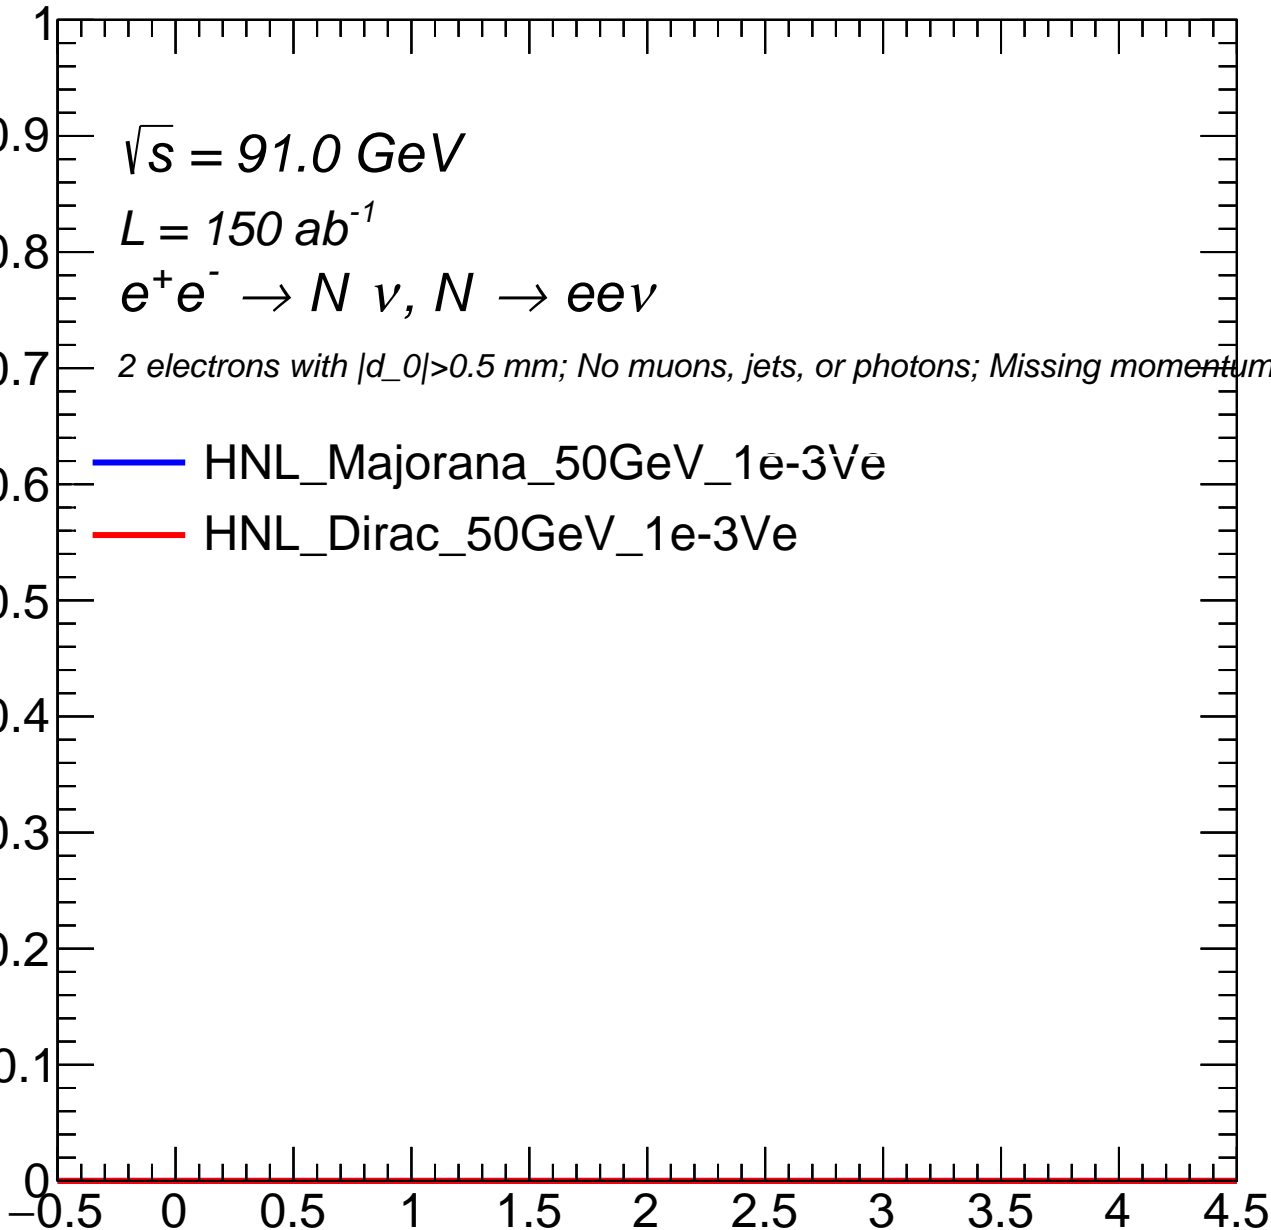 1
0.9
√s = 91.0 GeV
L = 150 ab-1
0.8
e+e- → N ν, N → eeν
0.7
2 electrons with |d_0|>0.5 mm; No muons, jets, or photons; Missing momentum
HNL_Majorana_50GeV_1e-3Ve
0.6
HNL_Dirac_50GeV_1e-3Ve
0.5
0.4
0.3
0.2
0.1
0
−0.5 0 0.5 1 1.5 2 2.5 3 3.5 4 4.5